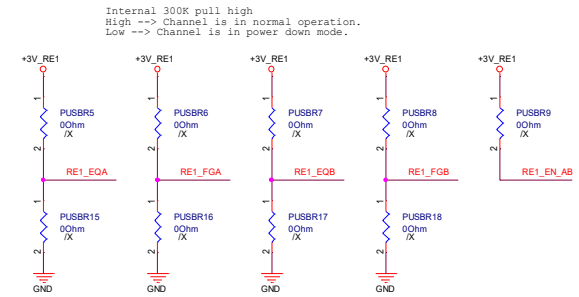 Internal 300K pull high
High --> Channel is in normal operation.
Low --> Channel is in power down mode.
+3V_RE1 +3V_RE1 +3V_RE1 +3V_RE1 +3V_RE1
1 1 1 1 1
PUSBR5 PUSBR6 PUSBR7 PUSBR8 PUSBR9
0Ohm 0Ohm 0Ohm 0Ohm 0Ohm
/X /X /X /X /X
2 2 2 2 2
RE1_EQA RE1_FGA RE1_EQB RE1_FGB RE1_EN_AB
1 1 1 1
PUSBR15 PUSBR16 PUSBR17 PUSBR18
0Ohm 0Ohm 0Ohm 0Ohm
/X /X /X /X
2 2 2 2
GND GND GND GND